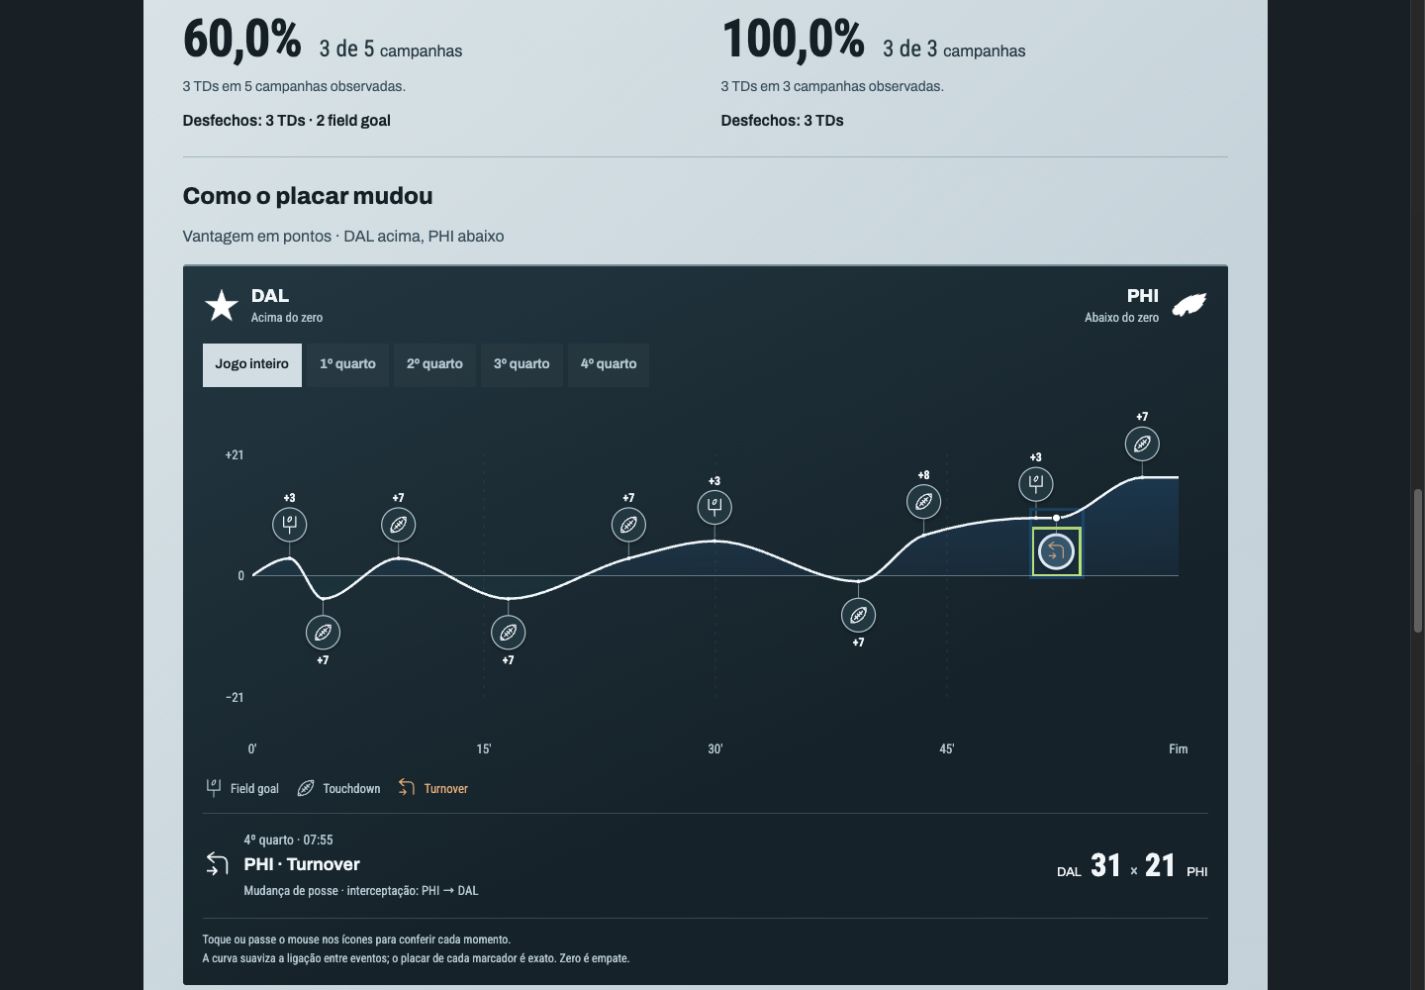 60,0% 3 de 5 campanhas
100,0% 3 de 3 campanhas
3 TDs em 5 campanhas observadas.
3 TDs em 3 campanhas observadas.
Desfechos: 3 TDs · 2 field goal
Desfechos: 3 TDs
Como o placar mudou
Vantagem em pontos · DAL acima, PHI abaixo
DAL
Acima do zero
PHI
Abaixo do zero
Jogo inteiro
1º quarto
2º quarto
3º quarto
4º quarto
+7
+21
+3
+8
+3
+7
+7
+3
0
+7
+7
+7
−21
0'
15'
30'
45'
Fim
Field goal
Touchdown
Turnover
4º quarto · 07:55
PHI · Turnover
Mudança de posse · interceptação: PHI → DAL
DAL 31 × 21 PHI
Toque ou passe o mouse nos ícones para conferir cada momento.
A curva suaviza a ligação entre eventos; o placar de cada marcador é exato. Zero é empate.